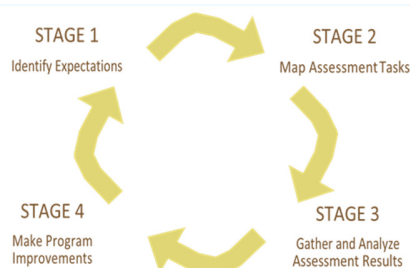 STAGE 1
Identify Expectations
STAGE 2
Map Assessment Tasks
STAGE 3
Gather and Analyze
Assessment Results
STAGE 4
Make Program
Improvements